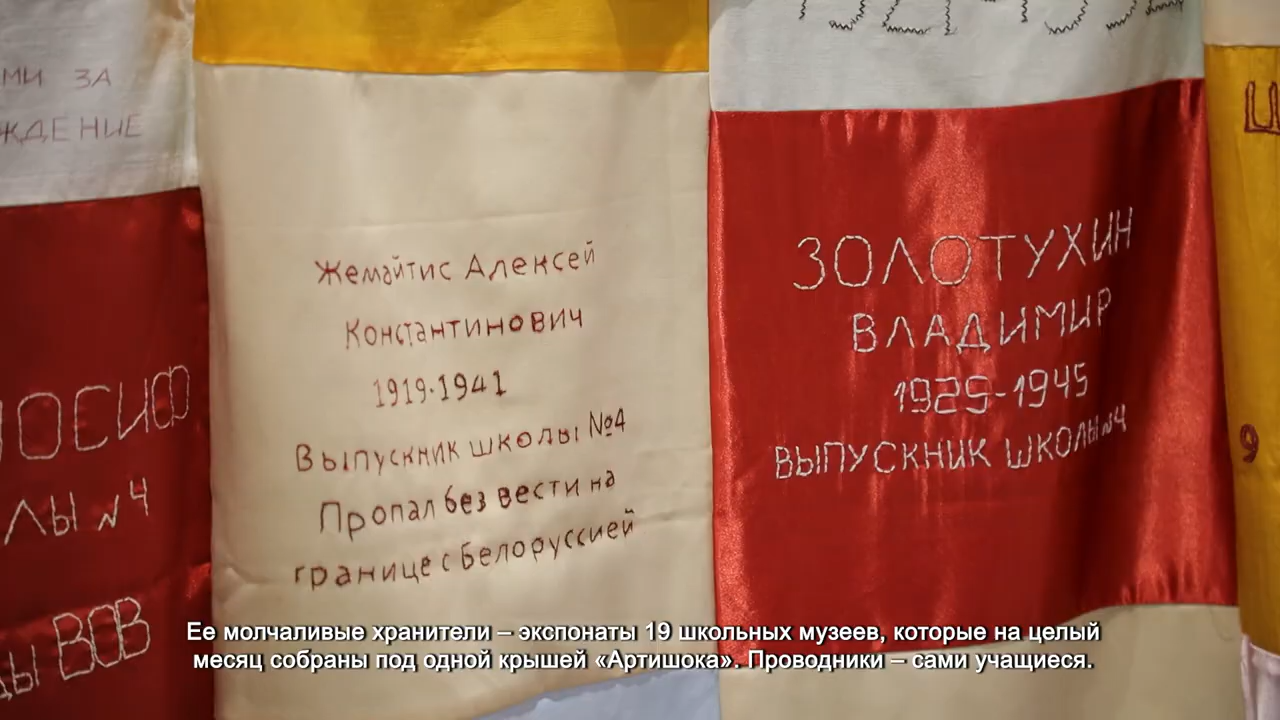 МИ ЗА
ЖДЕНИЕ
ОСИФ
ЛЫ №4
ВОВ
Жемайтис Алексей
Константинович
1919-1941
Выпускник школы №4
Пропал без вести на
границе с Белоруссией
ЗОЛОТУХИН
ВЛАДИМИР
1925-1945
ВЫПУСКНИК ШКОЛЫ №4
Ш
9
Ее молчаливые хранители – экспонаты 19 школьных музеев, которые на целый
месяц собраны под одной крышей «Артишока». Проводники – сами учащиеся.